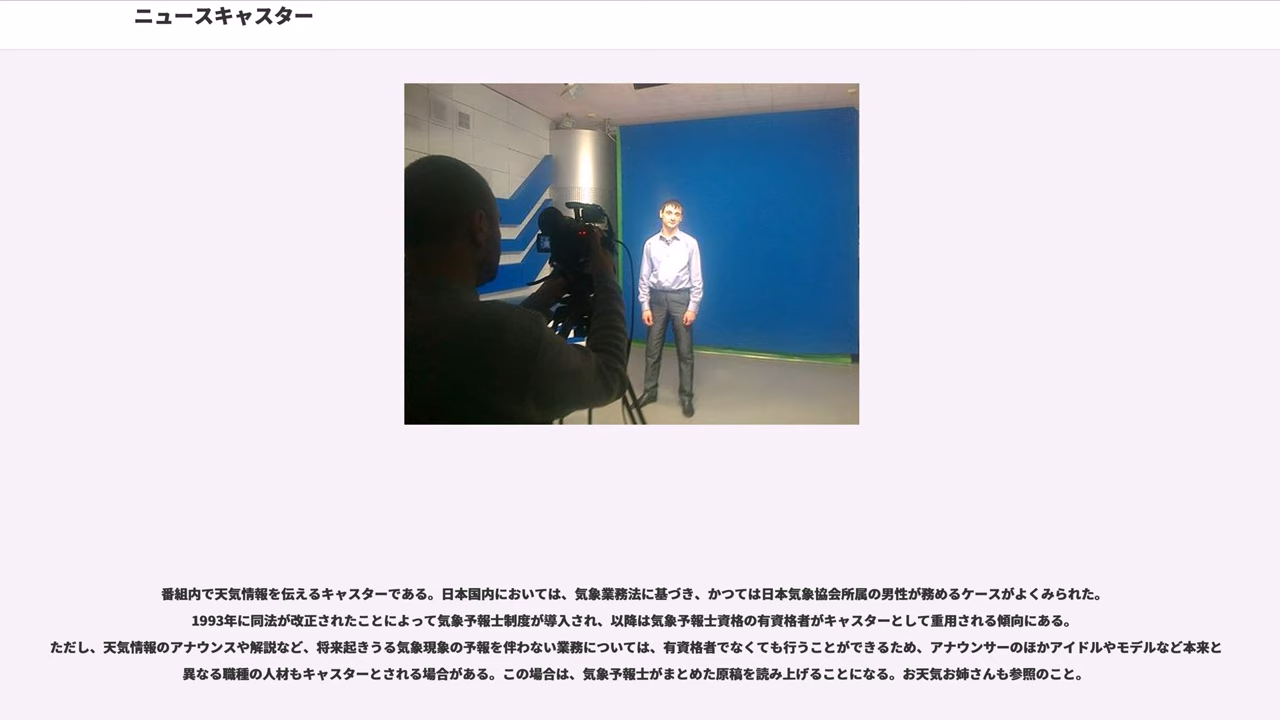 ニュースキャスター
番組内で天気情報を伝えるキャスターである。日本国内においては、気象業務法に基づき、かつては日本気象協会所属の男性が務めるケースがよくみられた。
1993年に同法が改正されたことによって気象予報士制度が導入され、以降は気象予報士資格の有資格者がキャスターとして重用される傾向にある。
ただし、天気情報のアナウンスや解説など、将来起きうる気象現象の予報を伴わない業務については、有資格者でなくても行うことができるため、アナウンサーのほかアイドルやモデルなど本来と
異なる職種の人材もキャスターとされる場合がある。この場合は、気象予報士がまとめた原稿を読み上げることになる。お天気お姉さんも参照のこと。